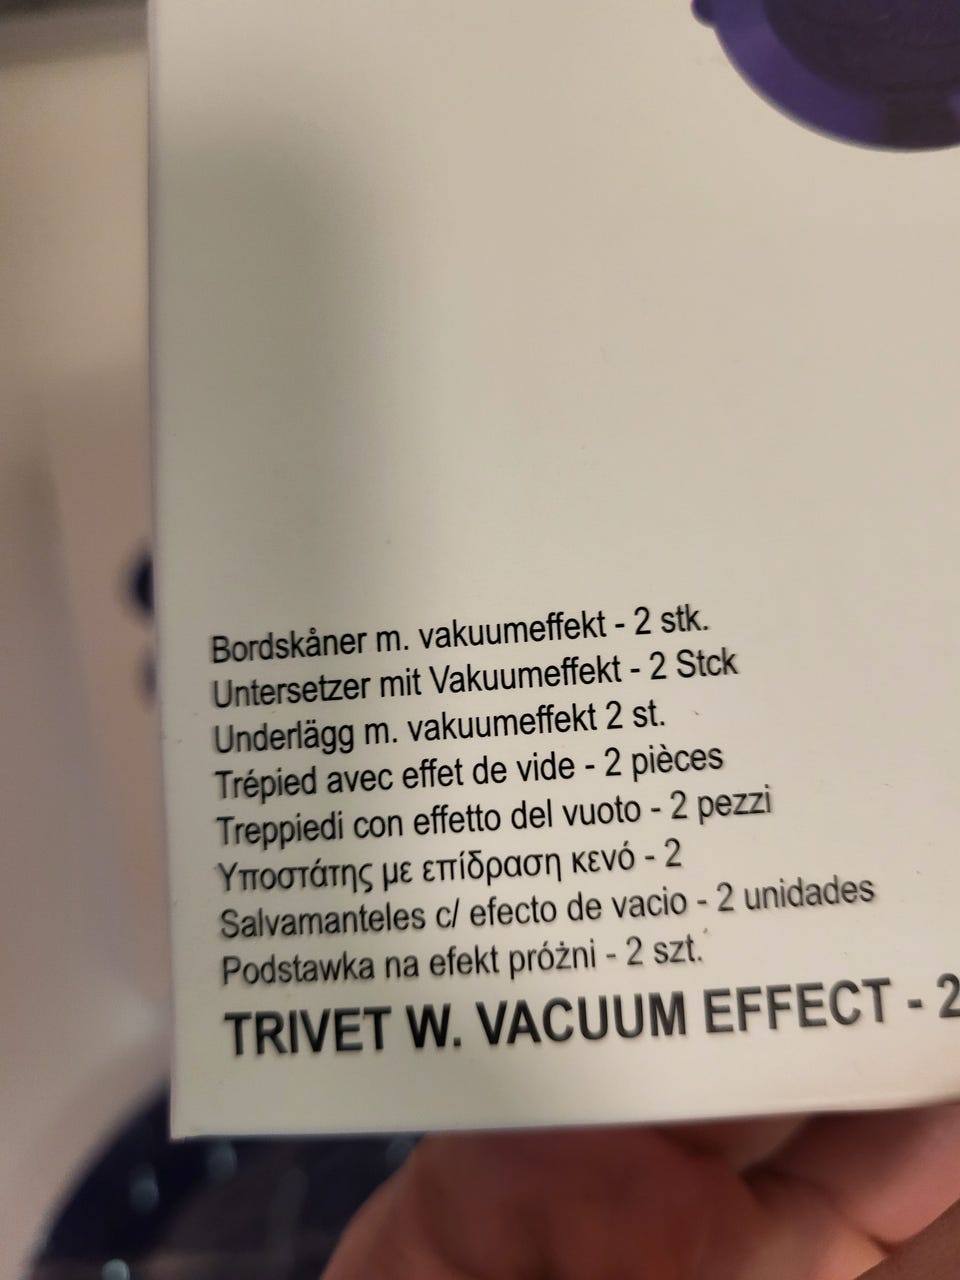 Bordskåner m. vakuumeffekt - 2 stk.
Untersetzer mit Vakuumeffekt - 2 Stck
Underlägg m. vakuumeffekt 2 st.
Trépied avec effet de vide - 2 pièces
Treppiedi con effetto del vuoto - 2 pezzi
Υποστάτης με επίδραση κενό - 2
Salvamanteles c/ efecto de vacio - 2 unidades
Podstawka na efekt próżni - 2 szt.
TRIVET W. VACUUM EFFECT - 2